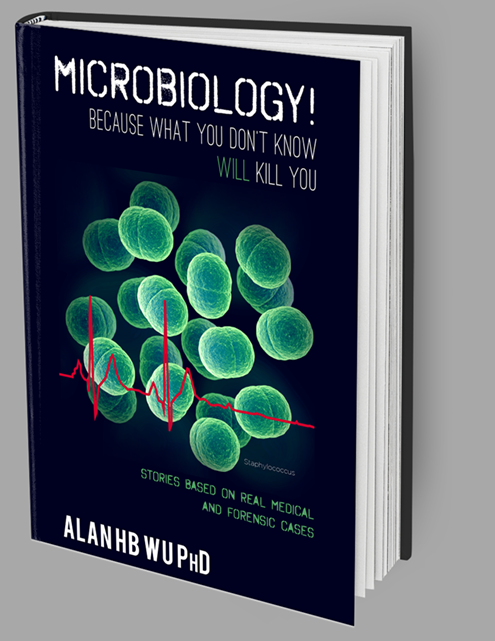 MICROBIOLOGY!
BECAUSE WHAT YOU DON'T KNOW
WILL KILL YOU
Staphylococcus
STORIES BASED ON REAL MEDICAL
AND FORENSIC CASES
ALAN HB WU PHD